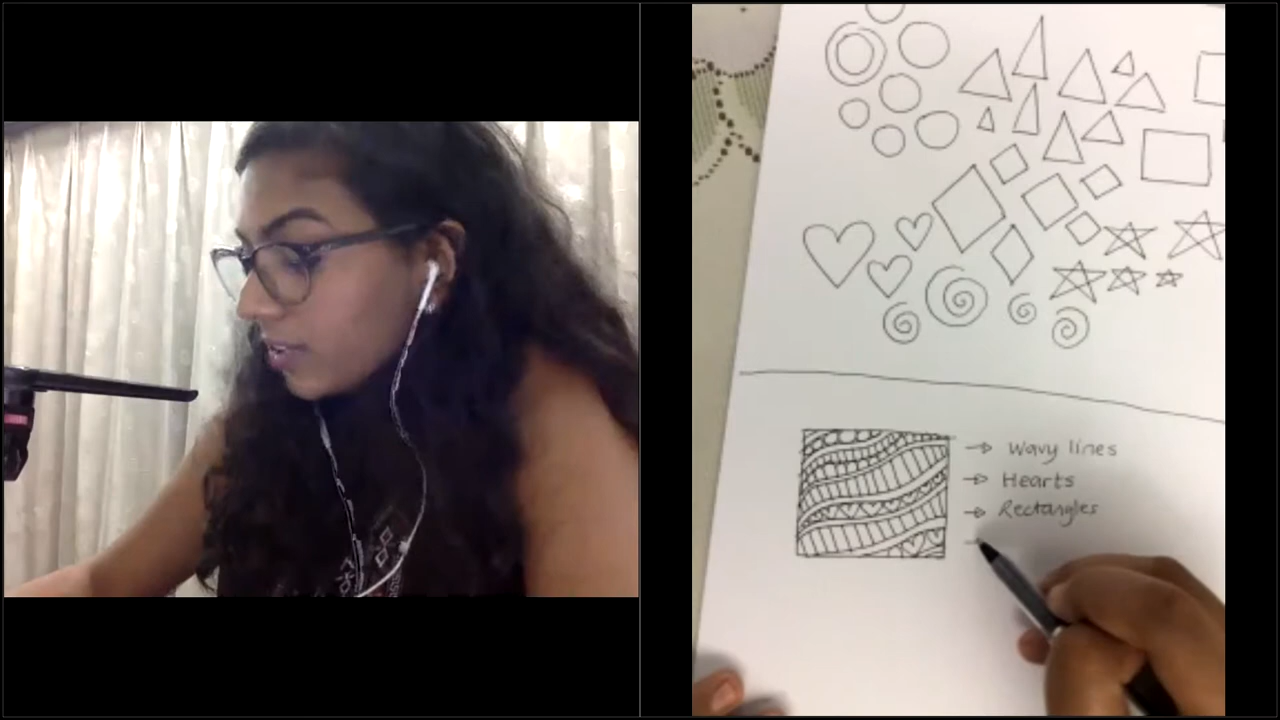 → Wavy lines
→ Hearts
→ Rectangles